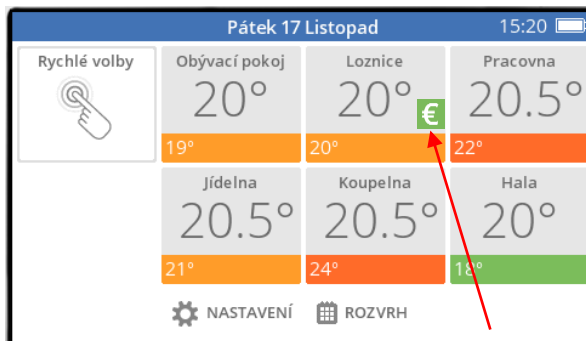 Pátek 17 Listopad
15:20
Rychlé volby
Obývací pokoj
20°
19°
Loznice
20°
€
20°
Pracovna
20.5°
22°
Jídelna
20.5°
21°
Koupelna
20.5°
24°
Hala
20°
18°
NASTAVENÍ
ROZVRH